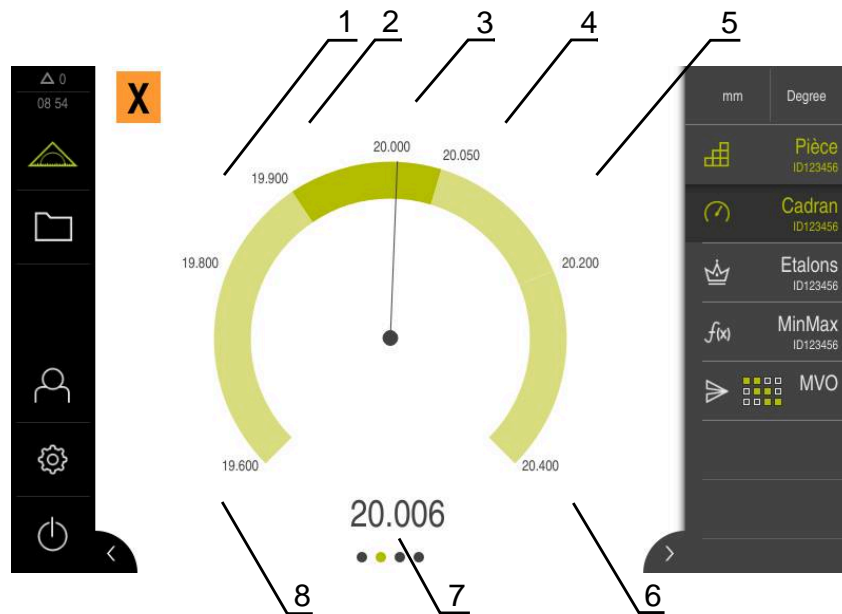 1
2
3
4
5
0
08 54
X
mm
Degree
20.000
20.050
19.900
19.800
20.200
19.600
20.400
20.006
Pièce
ID123456
Cadran
ID123456
Etalons
ID123456
f(x)
MinMax
ID123456
MVO
8
7
6